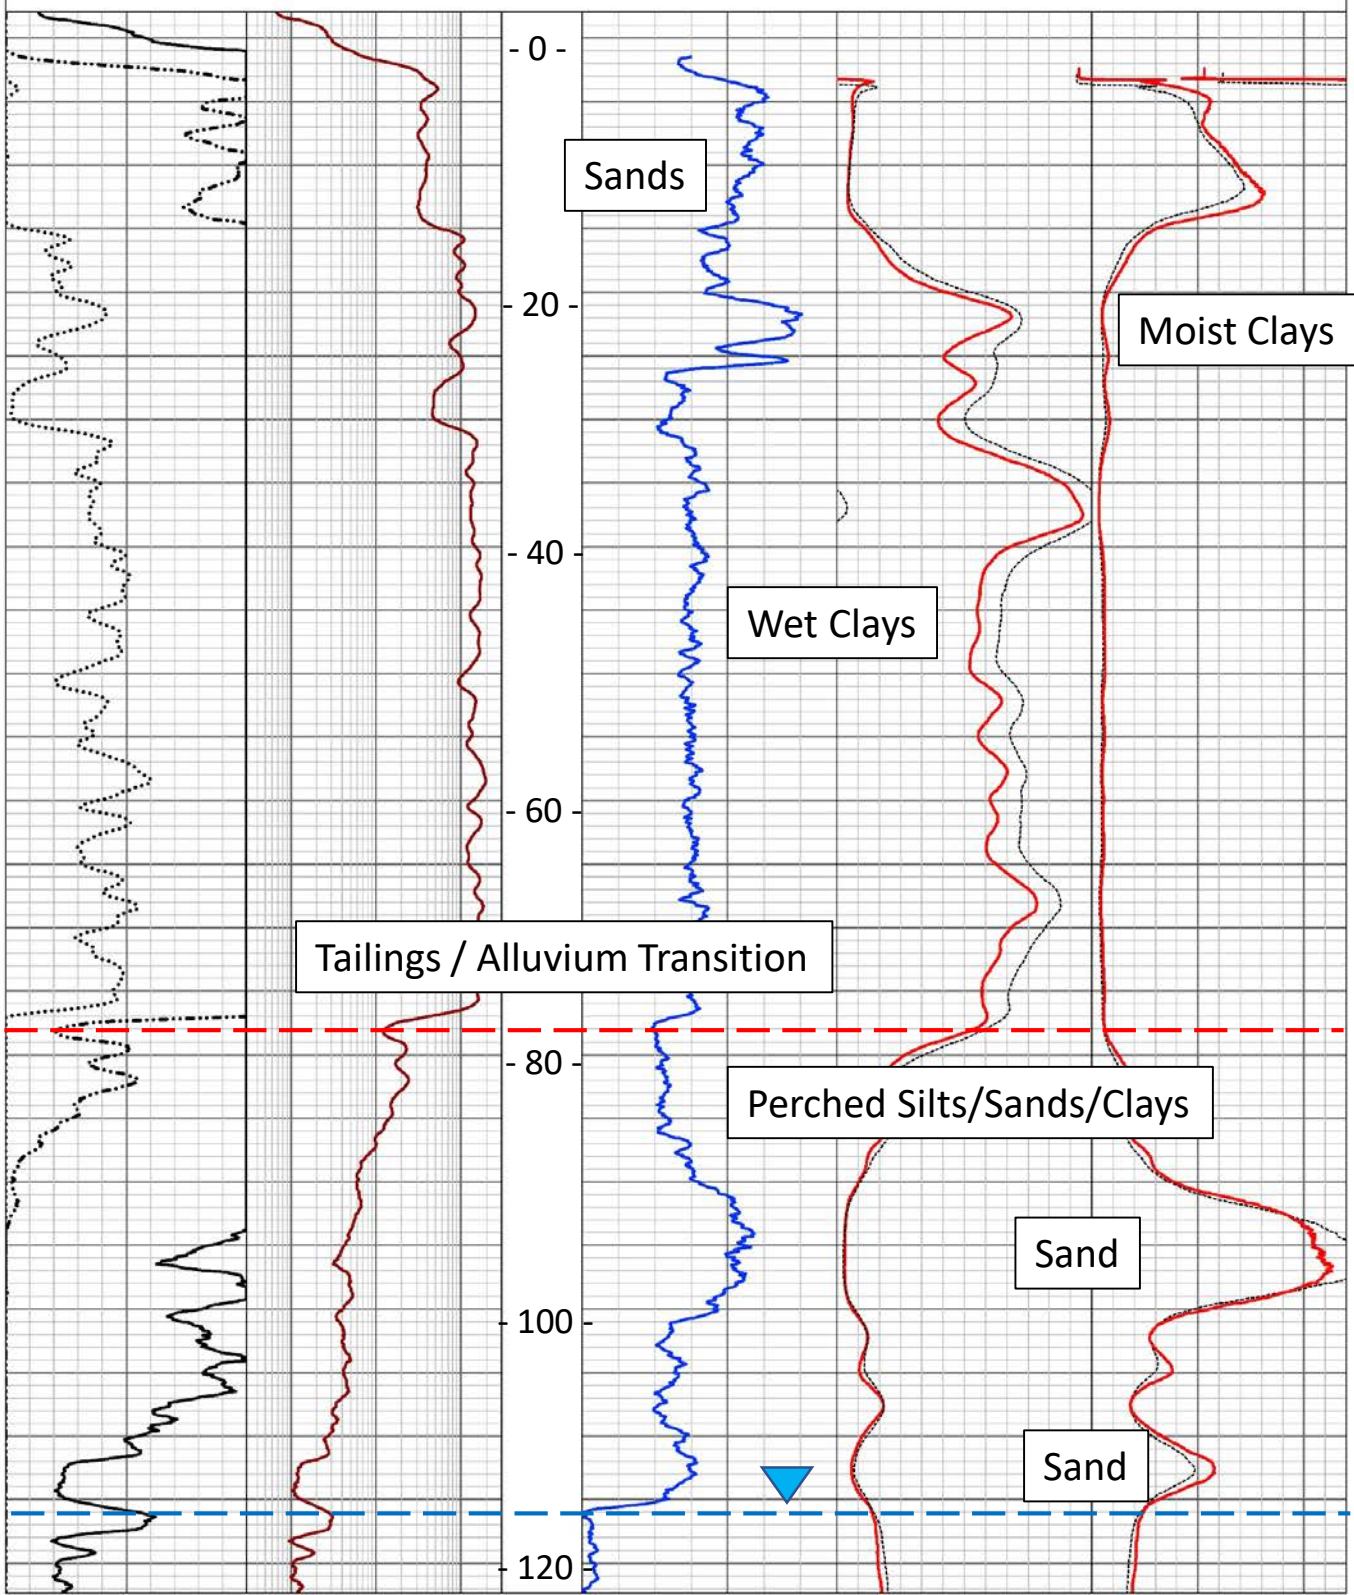 - 0 -
Sands
- 20 -
Moist Clays
- 40 -
Wet Clays
- 60 -
Tailings / Alluvium Transition
- 80 -
Perched Silts/Sands/Clays
Sand
- 100 -
Sand
- 120 -